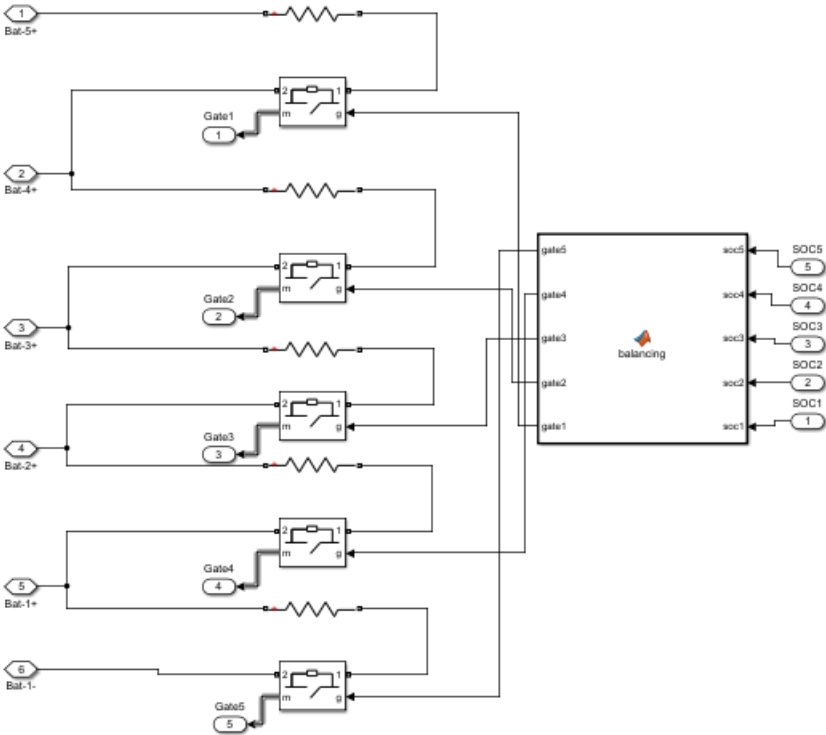 1
Bat-5+
2 1
m g
Gate1
1
2
Bat-4+
2 1
m g
Gate2
2
3
Bat-3+
2 1
m g
Gate3
3
4
Bat-2+
2 1
m g
Gate4
4
5
Bat-1+
6
Bat-1-
2 1
m g
Gate5
5
gate5
gate4
gate3
gate2
gate1
balancing
soc5
soc4
soc3
soc2
soc1
SOC5
5
SOC4
4
SOC3
3
SOC2
2
SOC1
1